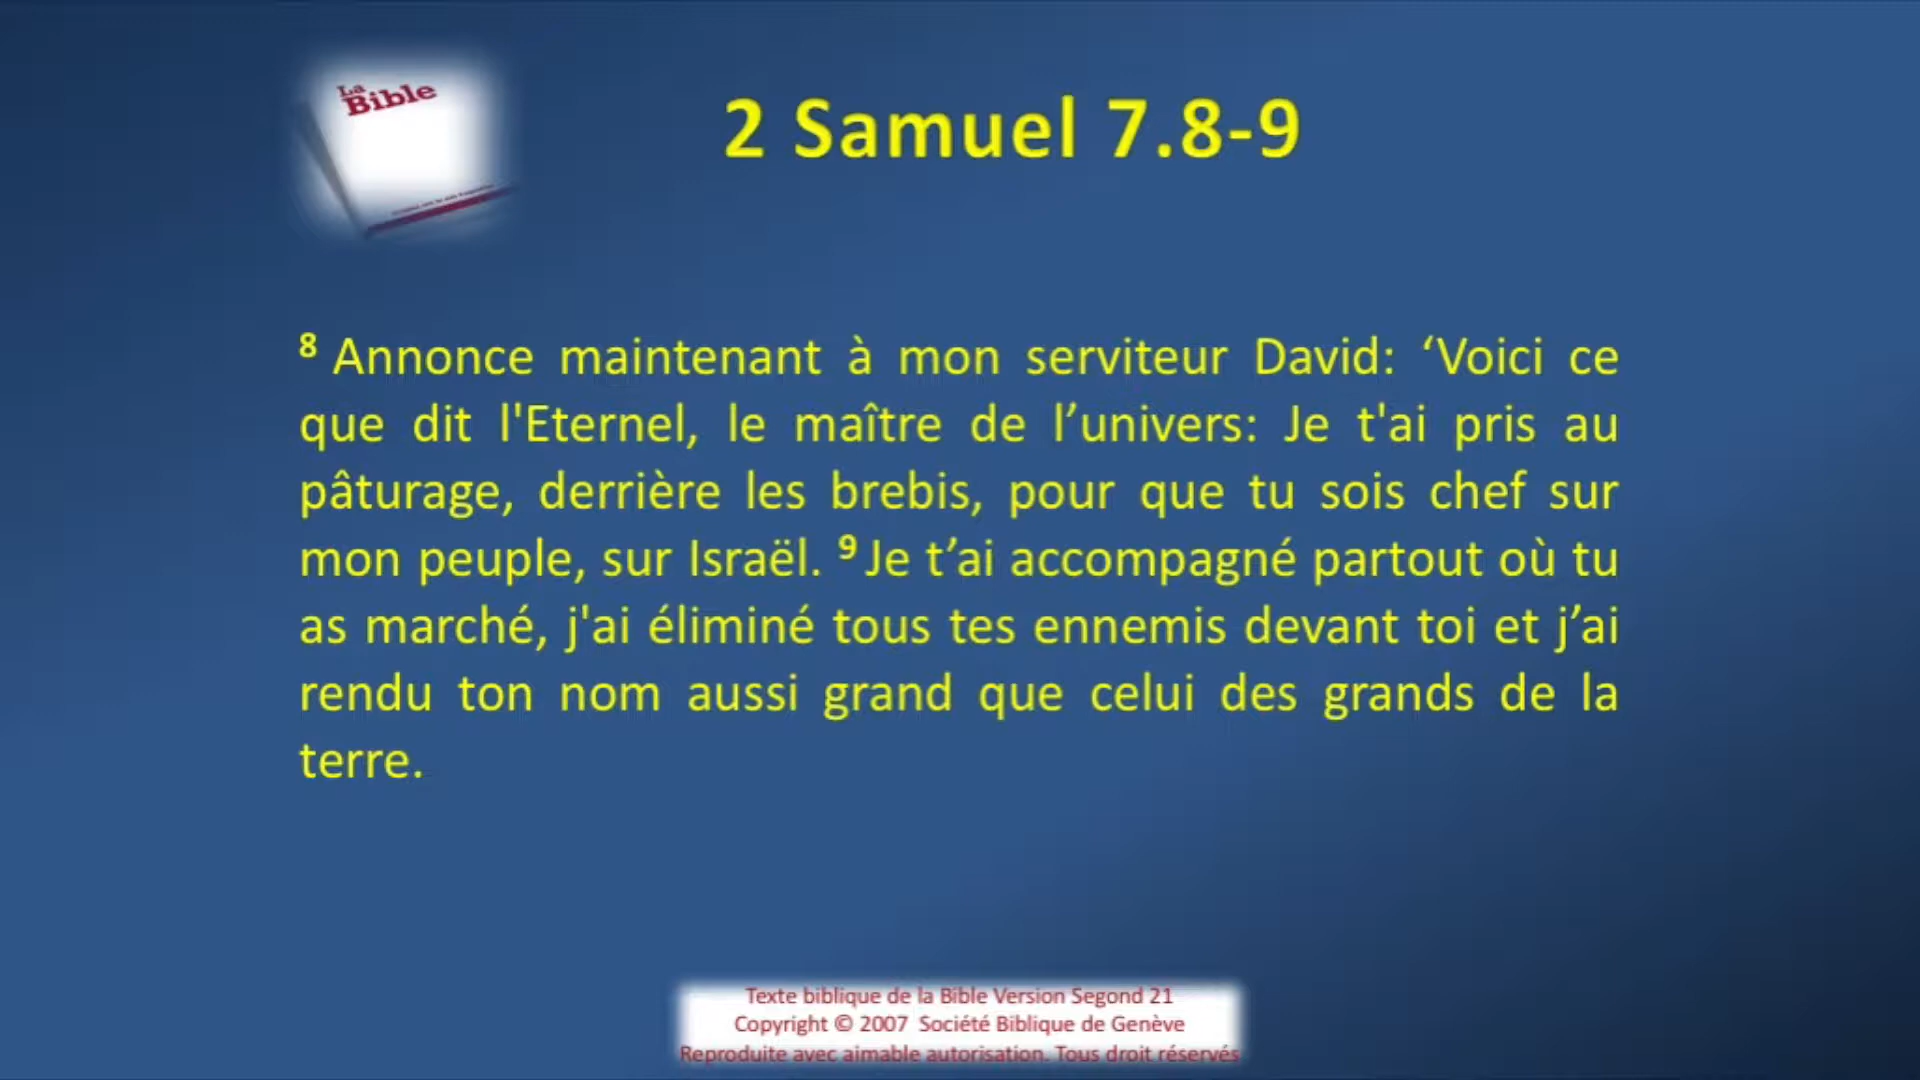 La
Bible
2 Samuel 7.8-9
8 Annonce maintenant à mon serviteur David: ‘Voici ce
que dit l'Eternel, le maître de l’univers: Je t'ai pris au
pâturage, derrière les brebis, pour que tu sois chef sur
mon peuple, sur Israël. 9 Je t’ai accompagné partout où tu
as marché, j'ai éliminé tous tes ennemis devant toi et j’ai
rendu ton nom aussi grand que celui des grands de la
terre.
Texte biblique de la Bible Version Segond 21
Copyright © 2007 Société Biblique de Genève
Reproduite avec aimable autorisation. Tous droit réservés